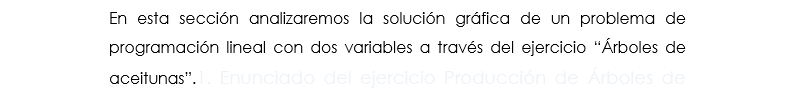 En esta sección analizaremos la solución gráfica de un problema de
programación lineal con dos variables a través del ejercicio “Árboles de
aceitunas”.1. Enunciado del ejercicio Producción de Árboles de